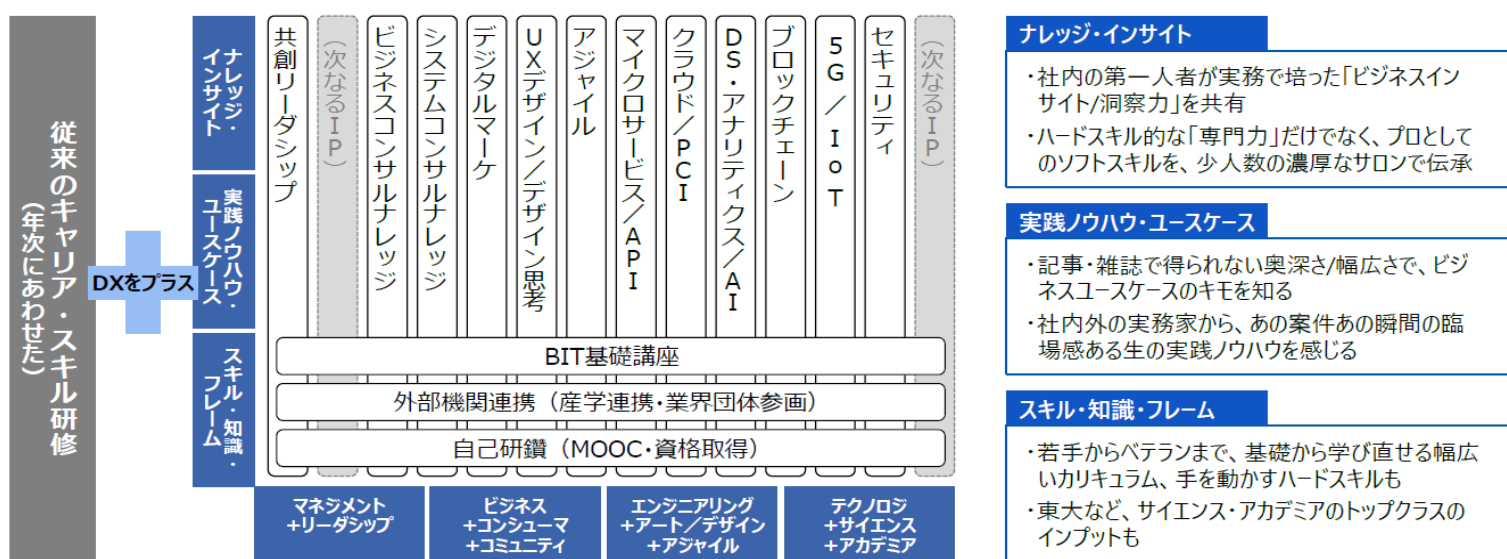 従来のキャリア・スキル研修
(年次にあわせた)
DXをプラス
ナレッジ・
インサイト
実践ノウハウ・
ユースケース
スキル・知識・
フレーム
共創リーダシップ
(次なるIP)
ビジネスコンサルナレッジ
システムコンサルナレッジ
デジタルマーケ
UXデザイン/デザイン思考
アジャイル
マイクロサービス/API
クラウド/PCI
DS・アナリティクス/AI
ブロックチェーン
5G/IoT
セキュリティ
(次なるIP)
BIT基礎講座
外部機関連携(産学連携・業界団体参画)
自己研鑽(MOOC・資格取得)
マネジメント
+リーダシップ
ビジネス
+コンシューマ
+コミュニティ
エンジニアリング
+アート/デザイン
+アジャイル
テクノロジ
+サイエンス
+アカデミア
ナレッジ・インサイト
・社内の第一人者が実務で培った「ビジネスイン
サイト/洞察力」を共有
・ハードスキル的な「専門力」だけでなく、プロとして
のソフトスキルを、少人数の濃厚なサロンで伝承
実践ノウハウ・ユースケース
・記事・雑誌で得られない奥深さ/幅広さで、ビジ
ネスユースケースのキモを知る
・社内外の実務家から、あの案件あの瞬間の臨
場感ある生の実践ノウハウを感じる
スキル・知識・フレーム
・若手からベテランまで、基礎から学び直せる幅広
いカリキュラム、手を動かすハードスキルも
・東大など、サイエンス・アカデミアのトップクラスの
インプットも